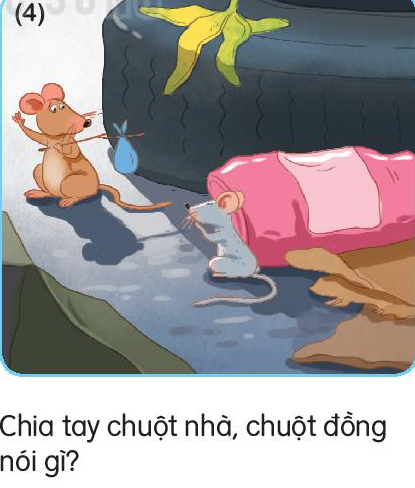 (4)
Chia tay chuột nhà, chuột đồng
nói gì?